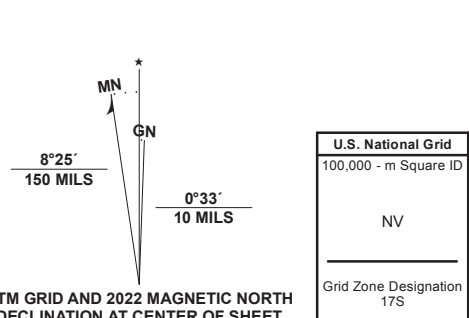 ★
MN
GN
8°25´
150 MILS
0°33´
10 MILS
TM GRID AND 2022 MAGNETIC NORTH
DECLINATION AT CENTER OF SHEET
U.S. National Grid
100,000 - m Square ID
NV
Grid Zone Designation
17S